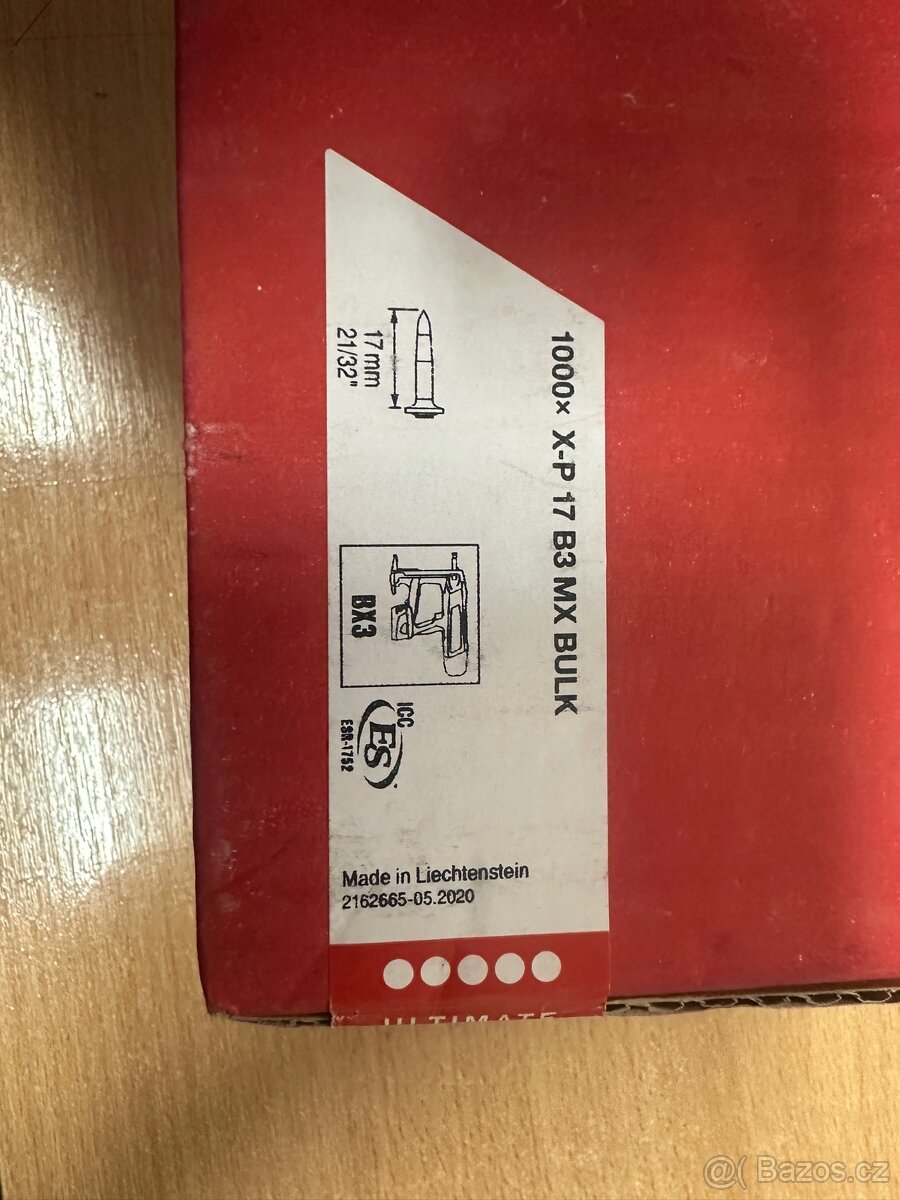 1000x X-P 17 B3 MX BULK
17 mm
21/32"
BX3
ICC
ES
ESR-1752
Made in Liechtenstein
2162665-05.2020
ULTIMATE
@( Bazos.cz